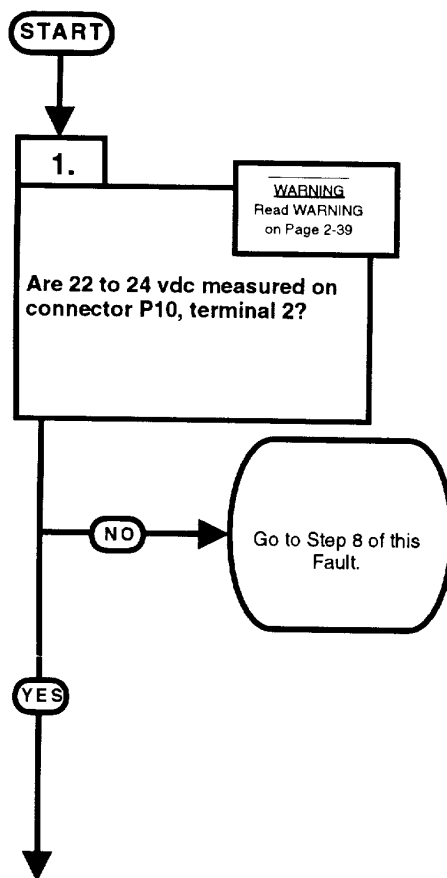 START
1.
WARNING
Read WARNING
on Page 2-39
Are 22 to 24 vdc measured on
connector P10, terminal 2?
NO
Go to Step 8 of this
Fault.
YES